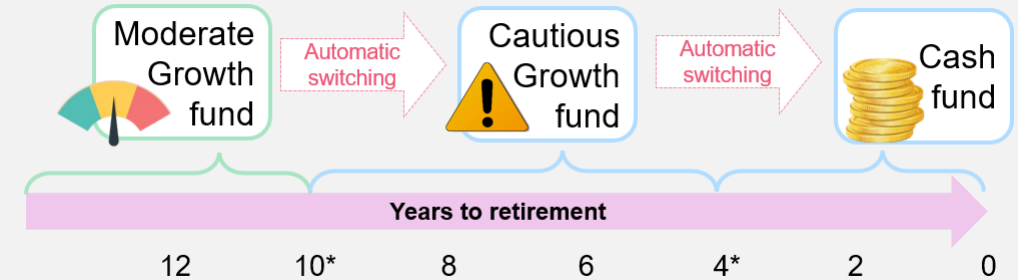 Moderate
Growth
fund
Automatic
switching
Cautious
Growth
fund
Automatic
switching
Cash
fund
Years to retirement
12 10* 8 6 4* 2 0